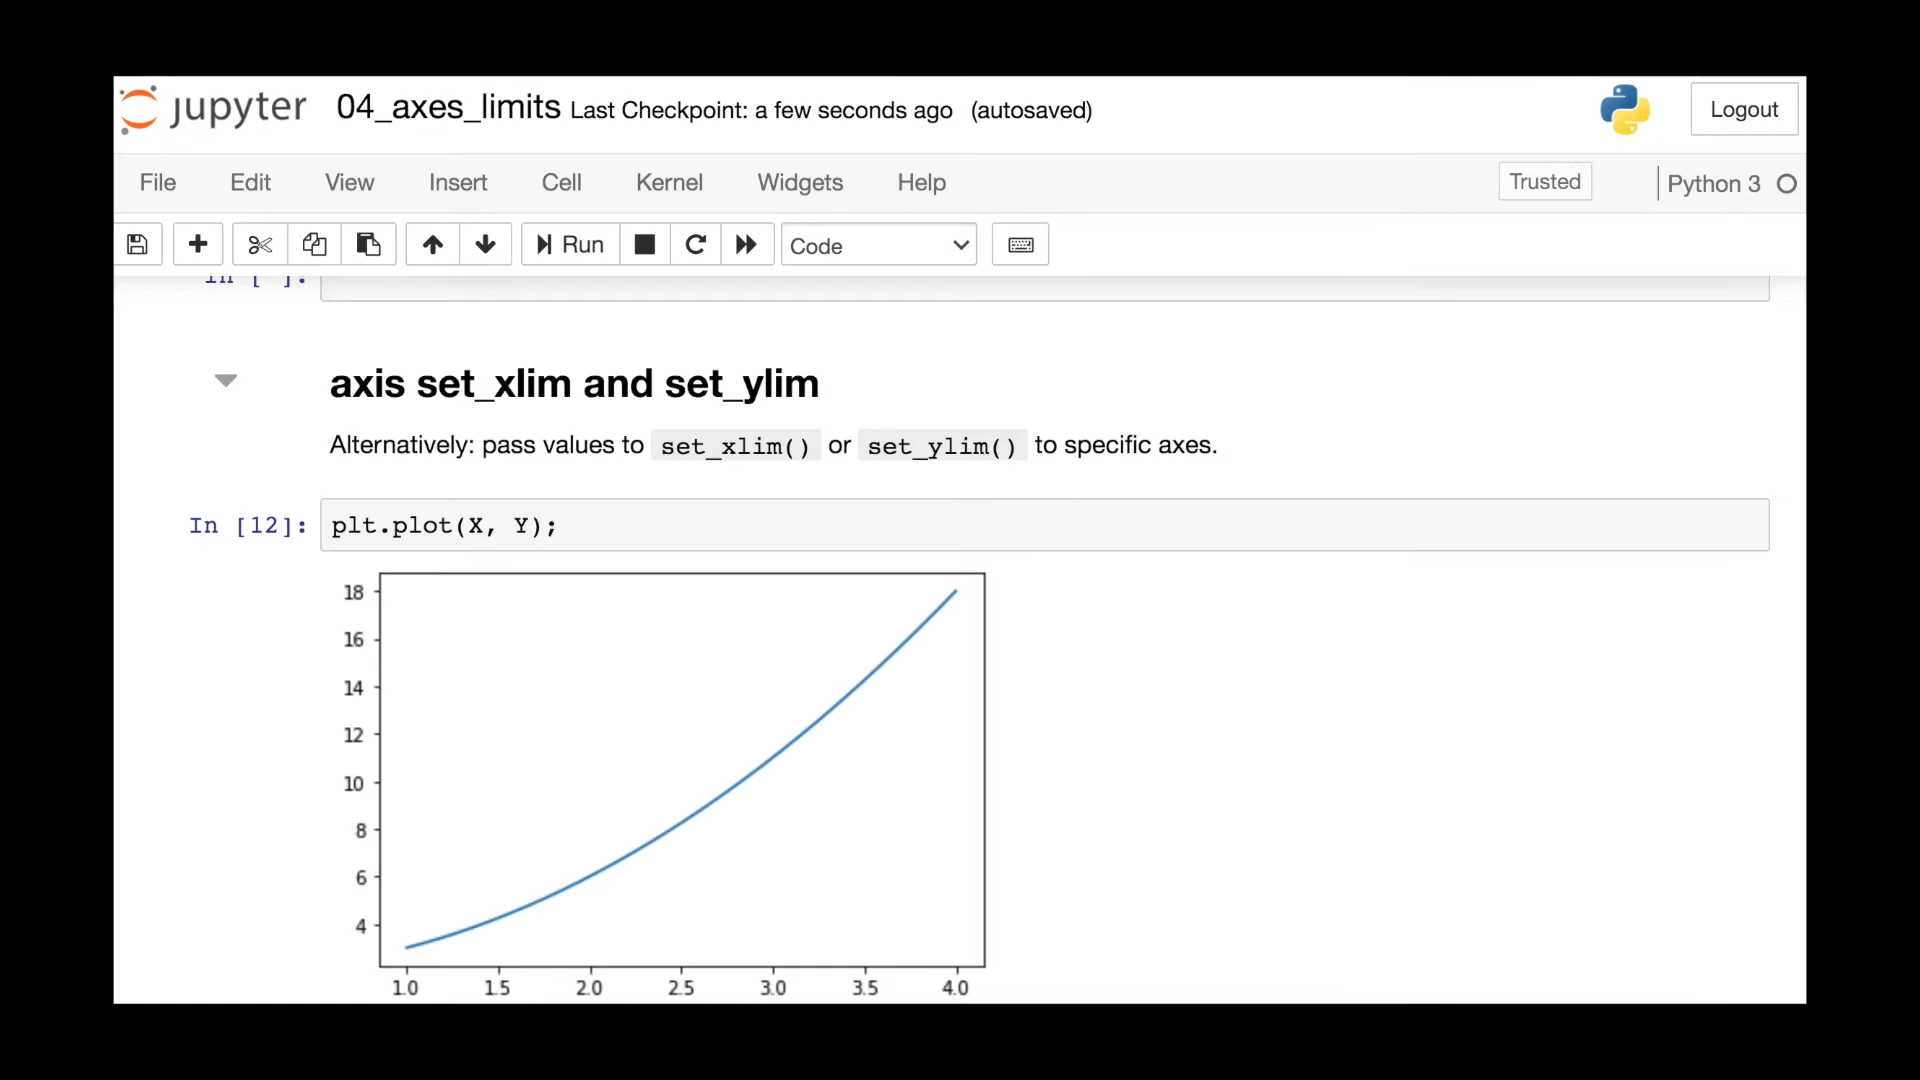 jupyter 04_axes_limits Last Checkpoint: a few seconds ago (autosaved) Logout
File Edit View Insert Cell Kernel Widgets Help Trusted Python 3
Run Code
In [ ]:
axis set_xlim and set_ylim
Alternatively: pass values to set_xlim() or set_ylim() to specific axes.
In [12]: plt.plot(X, Y);
18
16
14
12
10
8
6
4
1.0 1.5 2.0 2.5 3.0 3.5 4.0